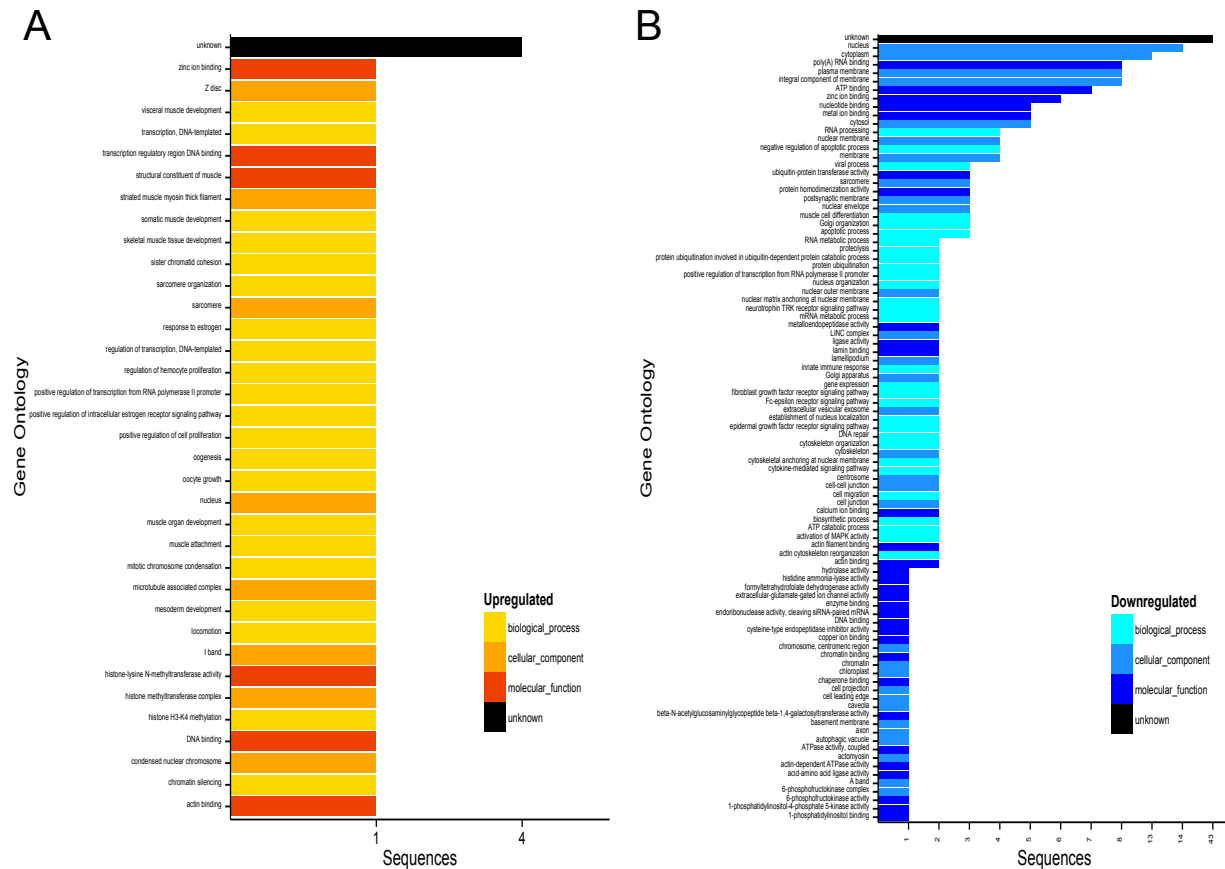 A
unknown
zinc ion binding
Z disc
visceral muscle development
transcription, DNA-templated
transcription regulatory region DNA binding
structural constituent of muscle
striated muscle myosin thick filament
somatic muscle development
skeletal muscle tissue development
sister chromatid cohesion
sarcomere organization
sarcomere
response to estrogen
regulation of transcription, DNA-templated
regulation of hemocyte proliferation
positive regulation of transcription from RNA polymerase II promoter
positive regulation of intracellular estrogen receptor signaling pathway
positive regulation of cell proliferation
oogenesis
oocyte growth
nucleus
muscle organ development
muscle attachment
mitotic chromosome condensation
microtubule associated complex
mesoderm development
locomotion
I band
histone-lysine N-methyltransferase activity
histone methyltransferase complex
histone H3-K4 methylation
DNA binding
condensed nuclear chromosome
chromatin silencing
actin binding
Gene Ontology
1
4
Sequences
Upregulated
biological_process
cellular_component
molecular_function
unknown
B
unknown
nucleus
cytoplasm
poly(A) RNA binding
plasma membrane
integral component of membrane
ATP binding
zinc ion binding
nucleotide binding
metal ion binding
cytosol
RNA processing
nuclear membrane
negative regulation of apoptotic process
membrane
viral process
ubiquitin-protein transferase activity
sarcomere
protein homodimerization activity
postsynaptic membrane
nuclear envelope
muscle cell differentiation
Golgi organization
apoptotic process
RNA metabolic process
proteolysis
protein ubiquitination involved in ubiquitin-dependent protein catabolic process
protein ubiquitination
positive regulation of transcription from RNA polymerase II promoter
nucleus organization
nuclear outer membrane
nuclear matrix anchoring at nuclear membrane
neurotrophin TRK receptor signaling pathway
mRNA metabolic process
metalloendopeptidase activity
LINC complex
ligase activity
lamin binding
lamellipodium
innate immune response
Golgi apparatus
gene expression
fibroblast growth factor receptor signaling pathway
Fc-epsilon receptor signaling pathway
extracellular vesicular exosome
establishment of nucleus localization
epidermal growth factor receptor signaling pathway
DNA repair
cytoskeleton organization
cytoskeleton
cytoskeletal anchoring at nuclear membrane
cytokine-mediated signaling pathway
centrosome
cell-cell junction
cell migration
cell junction
calcium ion binding
biosynthetic process
ATP catabolic process
activation of MAPK activity
actin filament binding
actin cytoskeleton reorganization
actin binding
hydrolase activity
histidine ammonia-lyase activity
formyltetrahydrofolate dehydrogenase activity
extracellular-glutamate-gated ion channel activity
enzyme binding
endoribonuclease activity, cleaving siRNA-paired mRNA
DNA binding
cysteine-type endopeptidase inhibitor activity
copper ion binding
chromosome, centromeric region
chromatin binding
chromatin
chloroplast
chaperone binding
cell projection
cell leading edge
caveola
beta-N-acetylglucosaminylglycopeptide beta-1,4-galactosyltransferase activity
basement membrane
axon
autophagic vacuole
ATPase activity, coupled
actomyosin
actin-dependent ATPase activity
acid-amino acid ligase activity
A band
6-phosphofructokinase complex
6-phosphofructokinase activity
1-phosphatidylinositol-4-phosphate 5-kinase activity
1-phosphatidylinositol binding
Gene Ontology
1
2
3
4
5
6
7
8
13
14
43
Sequences
Downregulated
biological_process
cellular_component
molecular_function
unknown